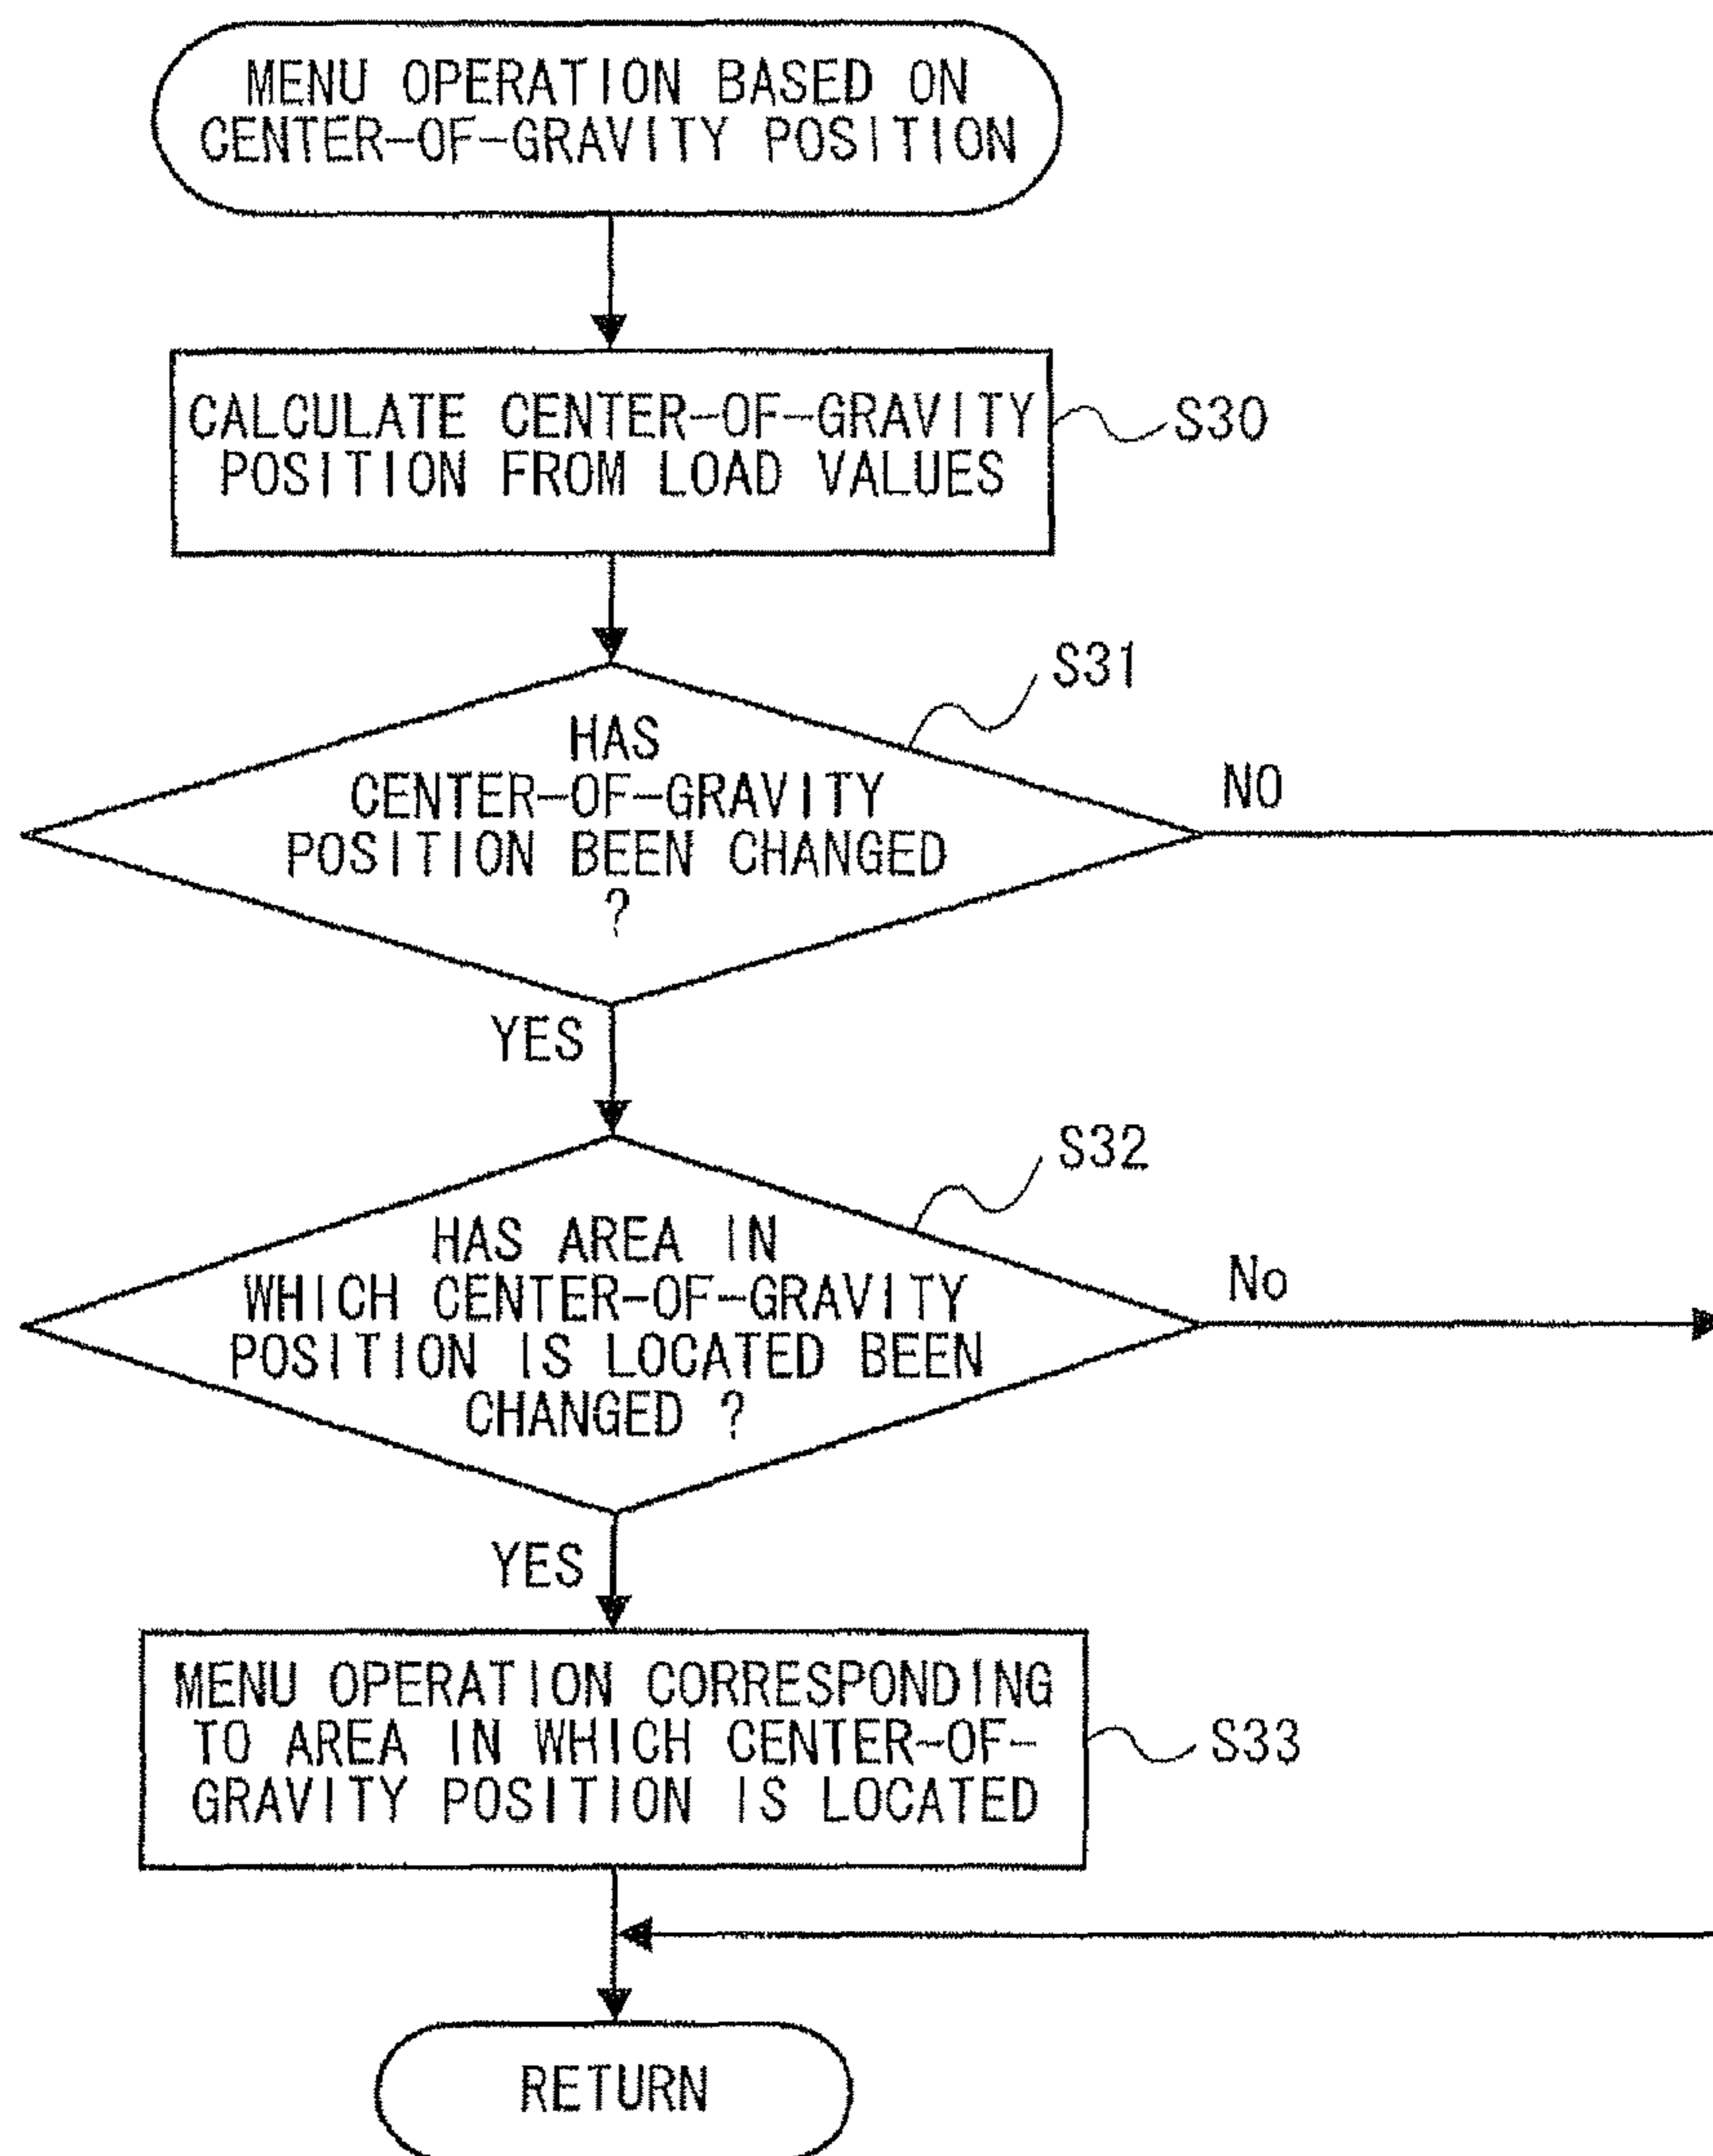 MENU OPERATION BASED ON
CENTER-OF-GRAVITY POSITION
CALCULATE CENTER-OF-GRAVITY
POSITION FROM LOAD VALUES
S30
S31
HAS
CENTER-OF-GRAVITY
POSITION BEEN CHANGED
?
NO
YES
S32
HAS AREA IN
WHICH CENTER-OF-GRAVITY
POSITION IS LOCATED BEEN
CHANGED ?
No
YES
MENU OPERATION CORRESPONDING
TO AREA IN WHICH CENTER-OF-
GRAVITY POSITION IS LOCATED
S33
RETURN